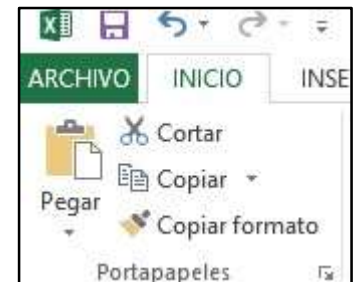 ARCHIVO INICIO INSE
Cortar
Copiar
Pegar
Copiar formato
Portapapeles